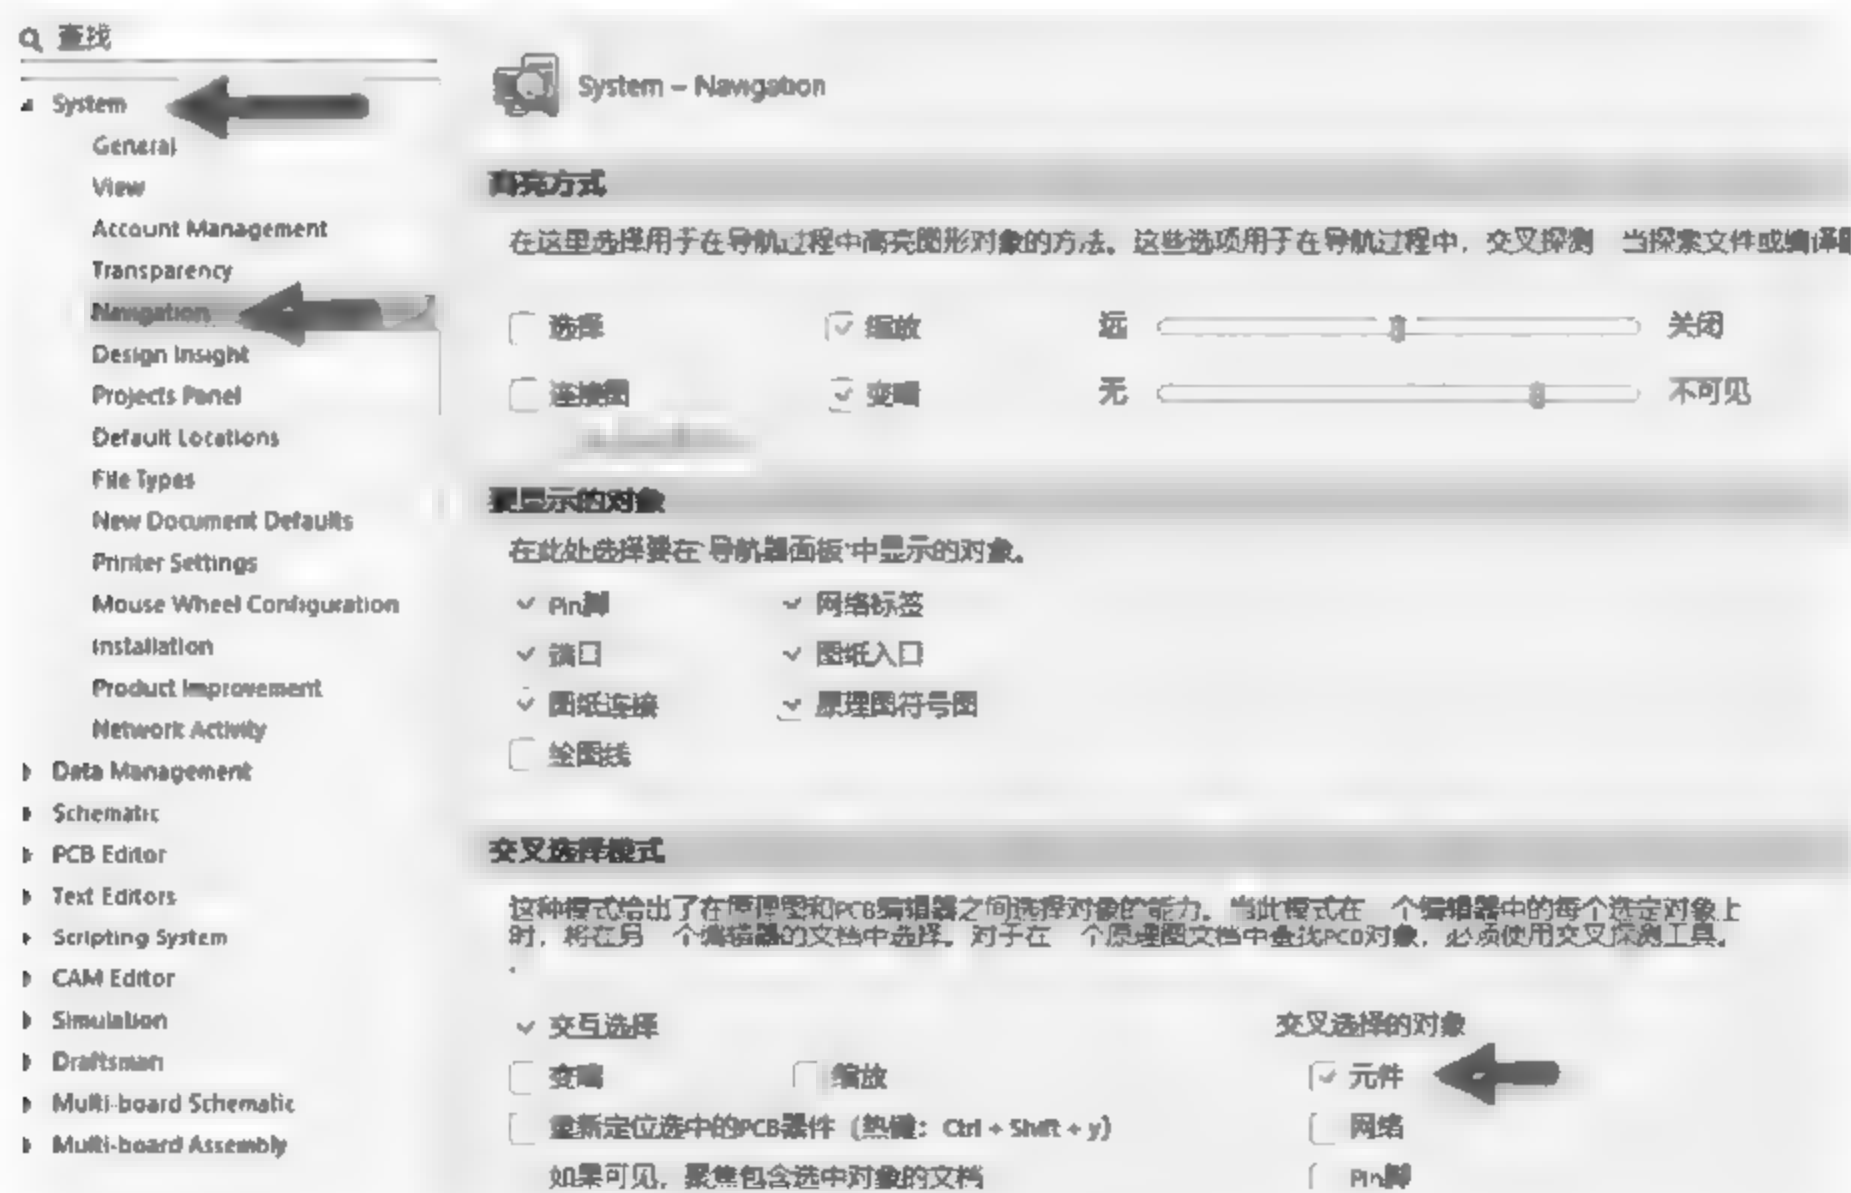 查找
System
General
View
Account Management
Transparency
Navigation
Design Insight
Projects Panel
Default Locations
File Types
New Document Defaults
Printer Settings
Mouse Wheel Configuration
Installation
Product Improvement
Network Activity
Data Management
Schematic
PCB Editor
Text Editors
Scripting System
CAM Editor
Simulation
Draftsman
Multi-board Schematic
Multi-board Assembly
System – Navigation
高亮方式
在这里选择用于在导航过程中高亮图形对象的方法。这些选项用于在导航过程中，交叉探测 当探索文件或编译
选择 缩放 远 关闭
连接图 变暗 无 不可见
要显示的对象
在此处选择要在"导航器面板"中显示的对象。
Pin脚 网络标签
端口 图纸入口
图纸连接 原理图符号图
绘图线
交叉选择模式
这种模式给出了在原理图和PCB编辑器之间选择对象的能力。当此模式在 个编辑器中的每个选定对象上
时，将在另 个编辑器的文档中选择。对于在 个原理图文档中查找PCD对象，必须使用交叉探测工具。
.
交互选择 交叉选择的对象
变暗 缩放 元件
重新定位选中的PCB器件（热键：Ctrl + Shift + y） 网络
如果可见，聚焦包含选中对象的文档 Pin脚